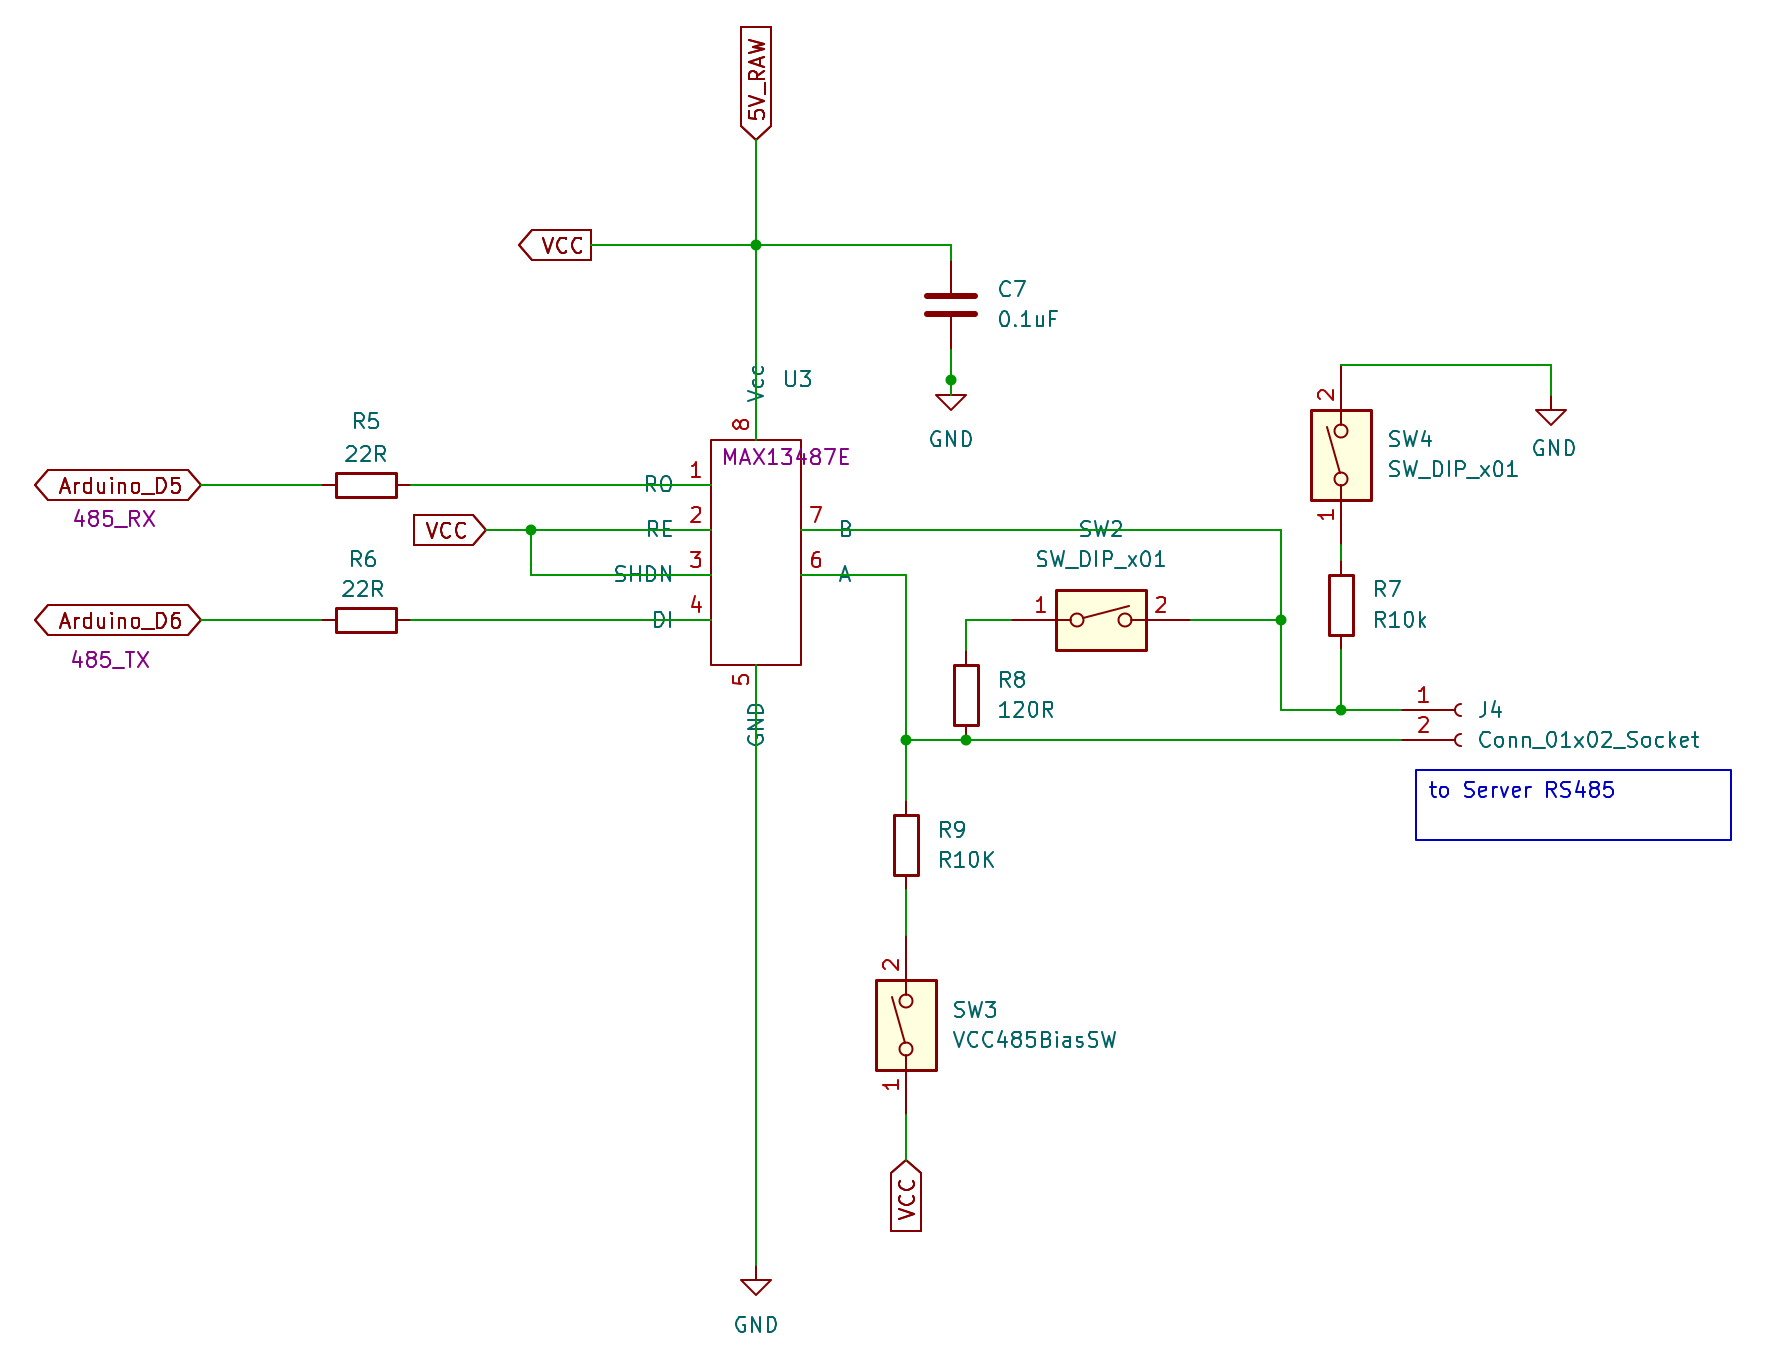 5V_RAW
VCC
C7
0.1uF
GND
Vcc
U3
8
MAX13487E
R5
22R
Arduino_D5
485_RX
RO
1
VCC
RE
2
SHDN
3
R6
22R
Arduino_D6
485_TX
DI
4
7
B
6
A
5
GND
GND
SW2
SW_DIP_x01
1
2
R8
120R
2
SW4
SW_DIP_x01
1
GND
R7
R10k
1
J4
2
Conn_01x02_Socket
to Server RS485
R9
R10K
2
SW3
VCC485BiasSW
1
VCC